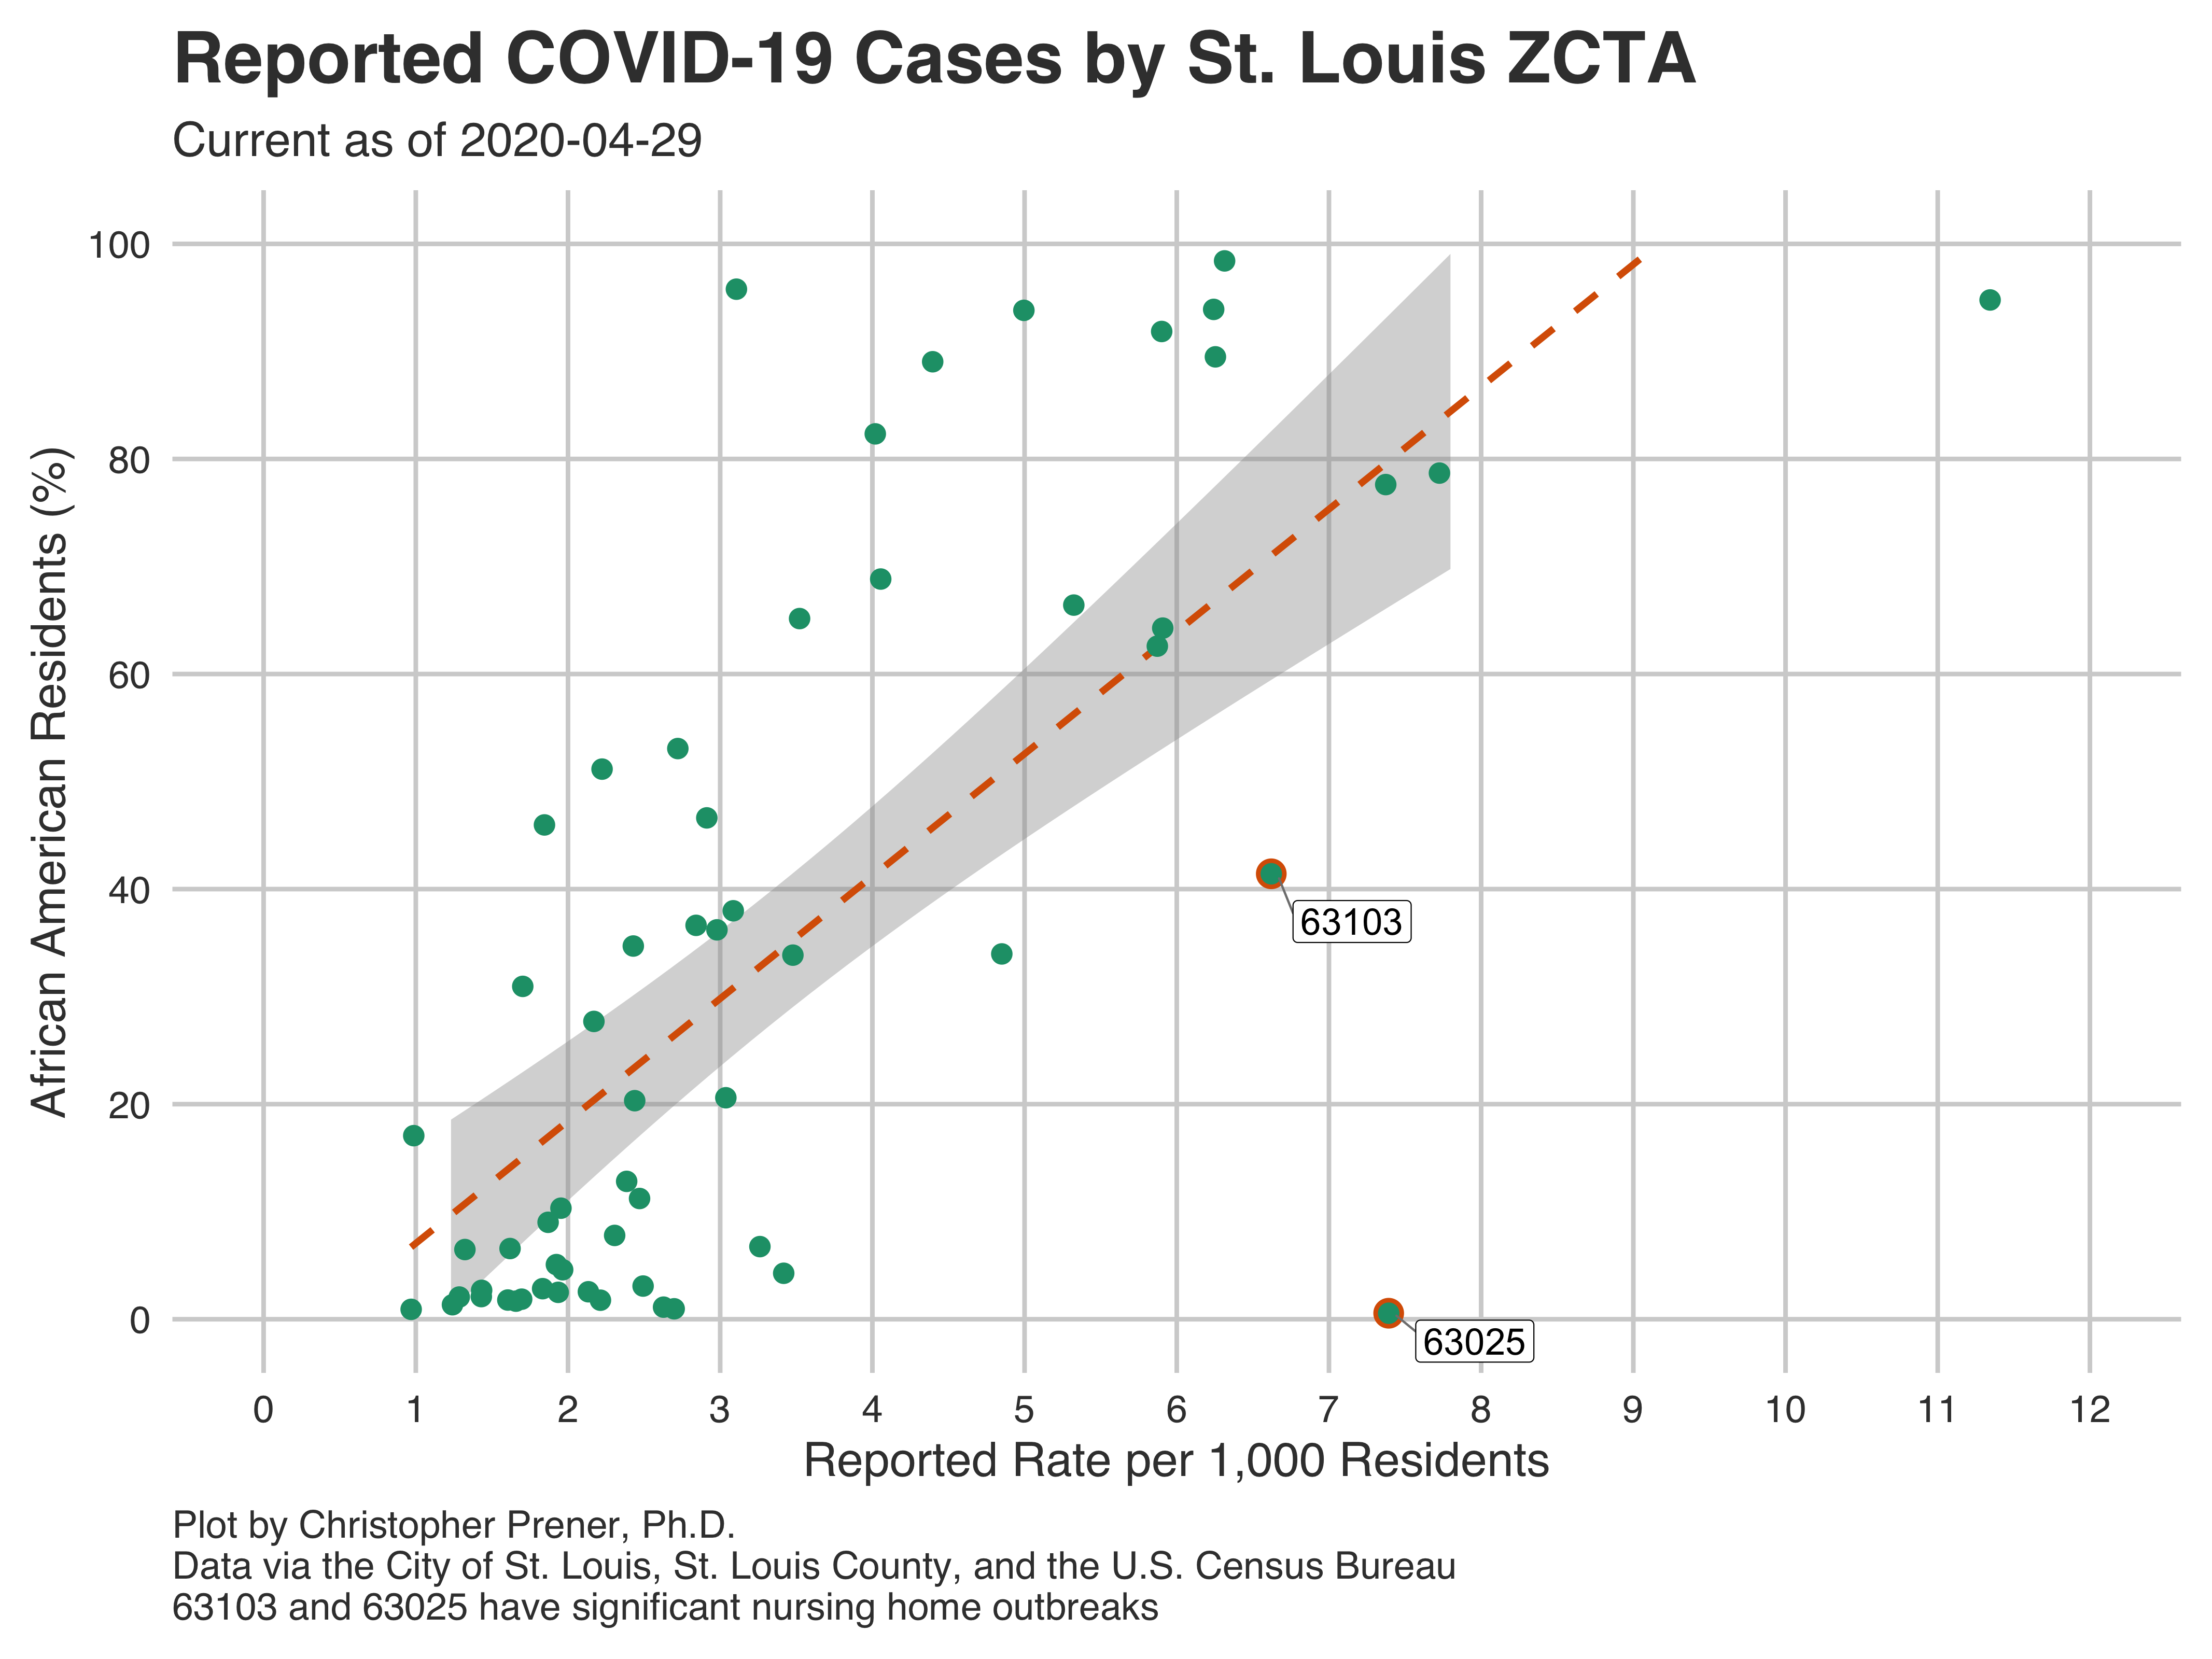 Reported COVID-19 Cases by St. Louis ZCTA
Current as of 2020-04-29
African American Residents (%)
100
80
60
40
20
0
63103
63025
0 1 2 3 4 5 6 7 8 9 10 11 12
Reported Rate per 1,000 Residents
Plot by Christopher Prener, Ph.D.
Data via the City of St. Louis, St. Louis County, and the U.S. Census Bureau
63103 and 63025 have significant nursing home outbreaks